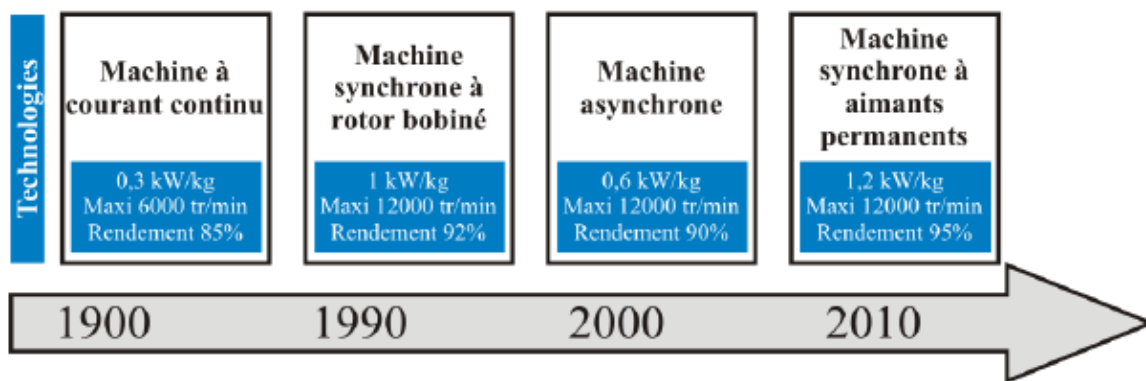 Technologies
Machine à
courant continu
0,3 kW/kg
Maxi 6000 tr/min
Rendement 85%
Machine
synchrone à
rotor bobiné
1 kW/kg
Maxi 12000 tr/min
Rendement 92%
Machine
asynchrone
0,6 kW/kg
Maxi 12000 tr/min
Rendement 90%
Machine
synchrone à
aimants
permanents
1,2 kW/kg
Maxi 12000 tr/min
Rendement 95%
1900
1990
2000
2010